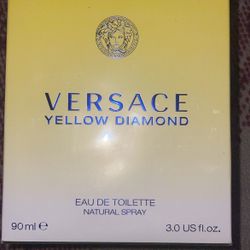 VERSACE
YELLOW DIAMOND
EAU DE TOILETTE
NATURAL SPRAY
90 ml ℮ 3.0 US fl. oz.